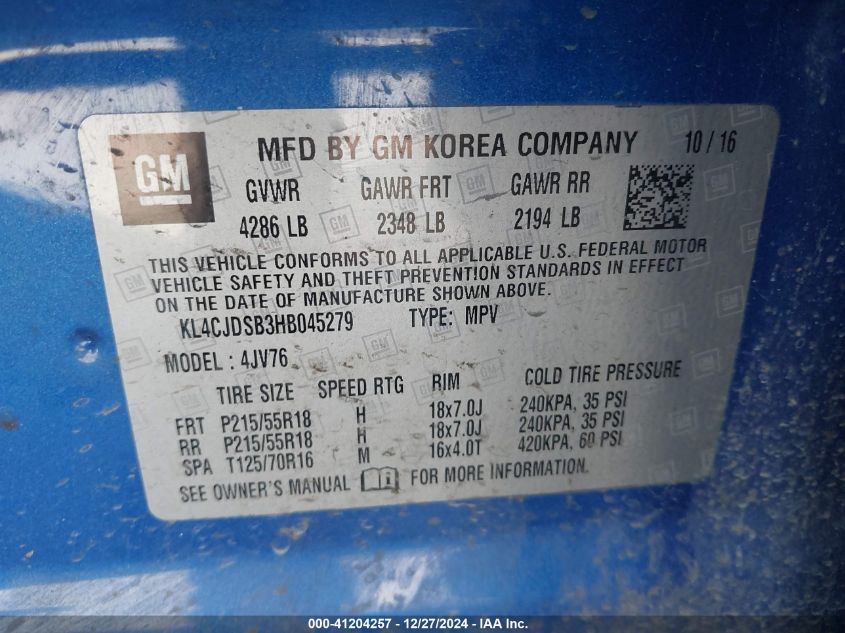 GM
MFD BY GM KOREA COMPANY 10/16
GVWR GAWR FRT GAWR RR
4286 LB 2348 LB 2194 LB
THIS VEHICLE CONFORMS TO ALL APPLICABLE U.S. FEDERAL MOTOR
VEHICLE SAFETY AND THEFT PREVENTION STANDARDS IN EFFECT
ON THE DATE OF MANUFACTURE SHOWN ABOVE.
KL4CJDSB3HB045279 TYPE: MPV
MODEL : 4JV76
TIRE SIZE SPEED RTG RIM COLD TIRE PRESSURE
FRT P215/55R18 H 18x7.0J 240KPA, 35 PSI
RR P215/55R18 H 18x7.0J 240KPA, 35 PSI
SPA T125/70R16 M 16x4.0T 420KPA, 60 PSI
SEE OWNER'S MANUAL FOR MORE INFORMATION.
000-41204257 - 12/27/2024 - IAA Inc.